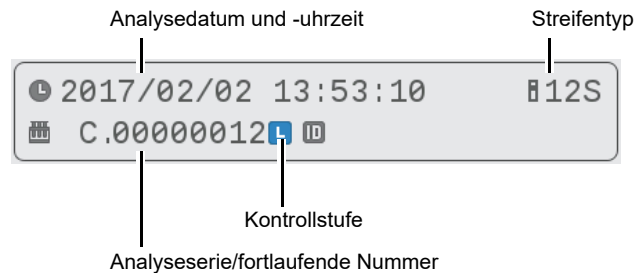 Analysedatum und -uhrzeit
Streifentyp
2017/02/02 13:53:10 12S
C.00000012 L ID
Kontrollstufe
Analyseserie/fortlaufende Nummer